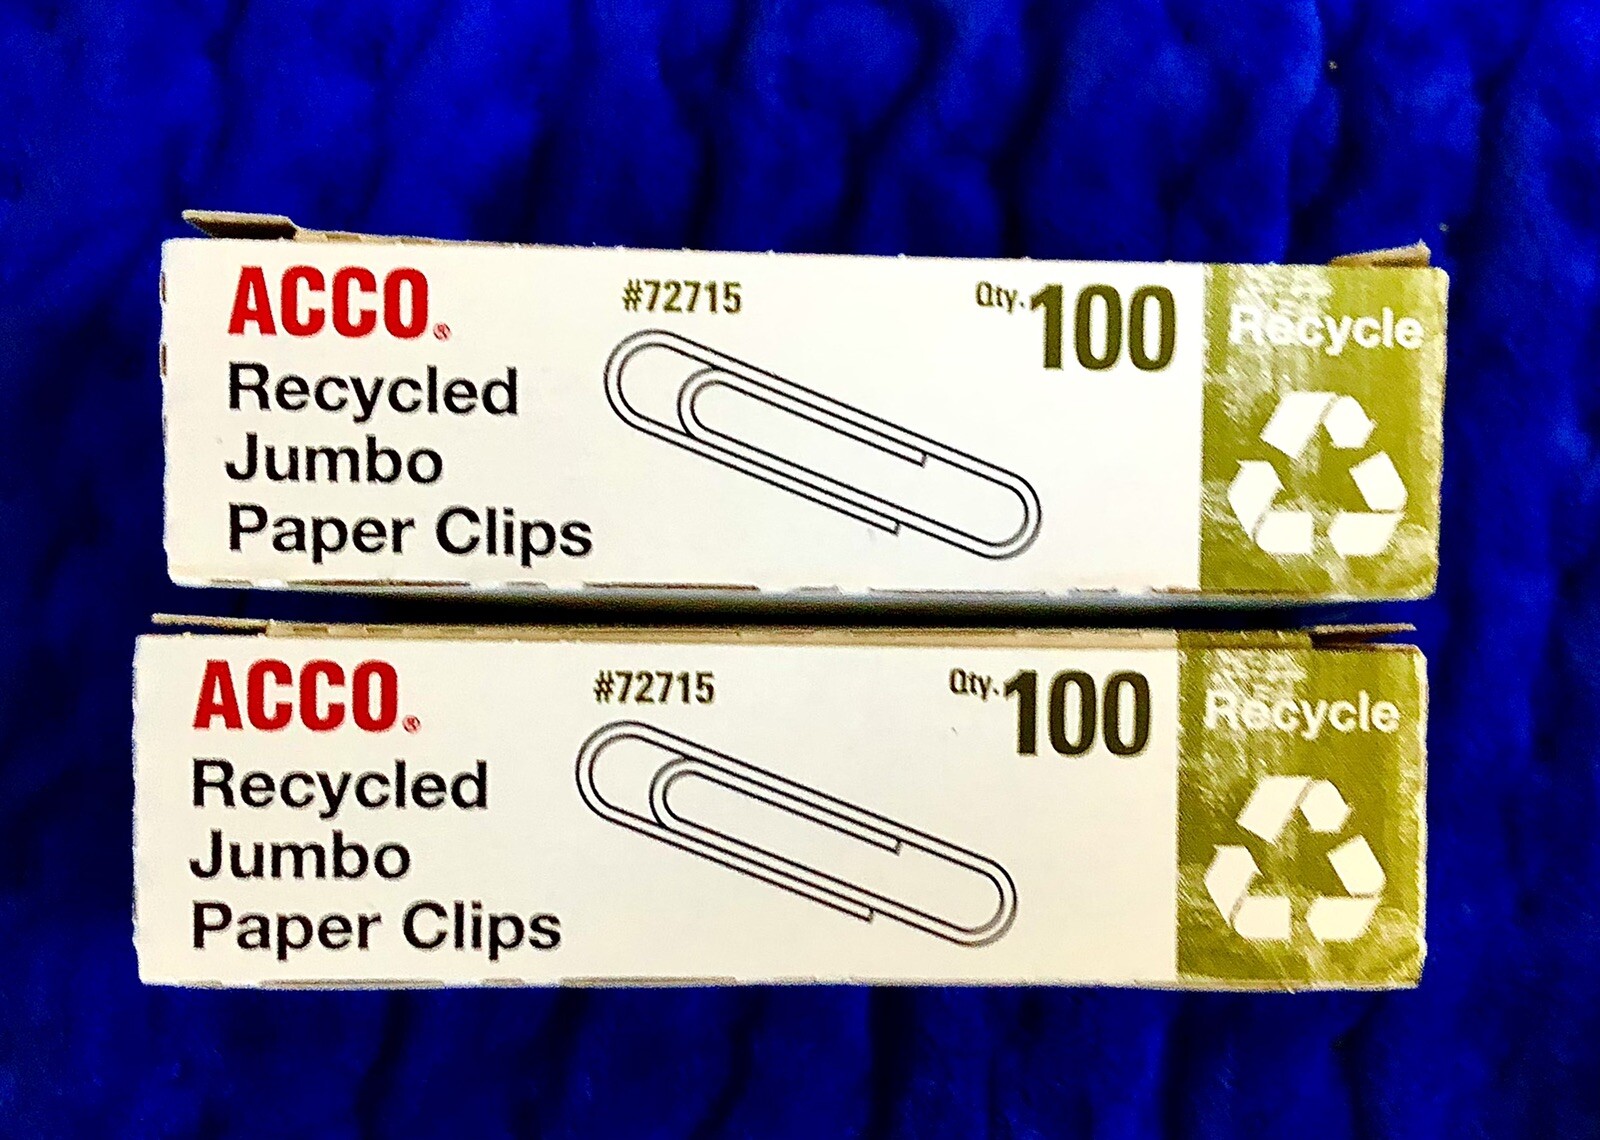 ACCO®
#72715
Qty. 100
Recycle
Recycled
Jumbo
Paper Clips
ACCO®
#72715
Qty. 100
Recycle
Recycled
Jumbo
Paper Clips